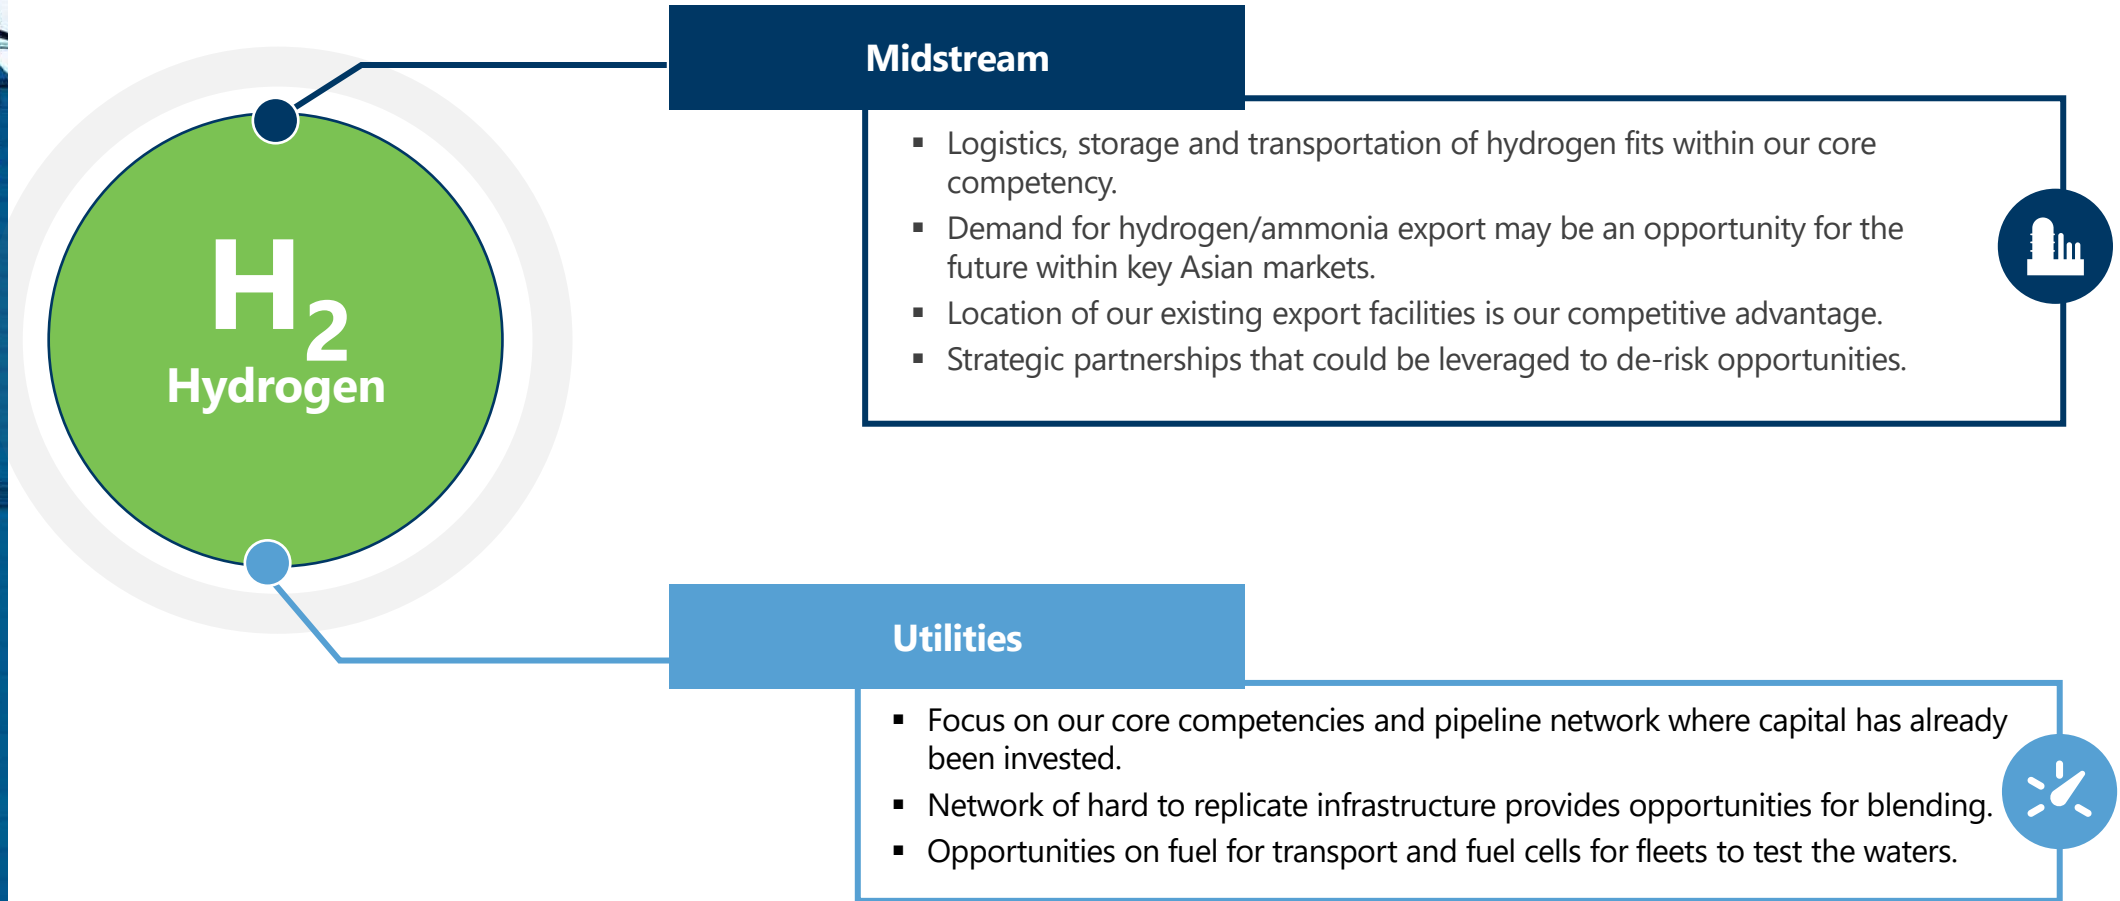 H2
Hydrogen
Midstream
▪ Logistics, storage and transportation of hydrogen fits within our core
competency.
▪ Demand for hydrogen/ammonia export may be an opportunity for the
future within key Asian markets.
▪ Location of our existing export facilities is our competitive advantage.
▪ Strategic partnerships that could be leveraged to de-risk opportunities.
Utilities
▪ Focus on our core competencies and pipeline network where capital has already
been invested.
▪ Network of hard to replicate infrastructure provides opportunities for blending.
▪ Opportunities on fuel for transport and fuel cells for fleets to test the waters.